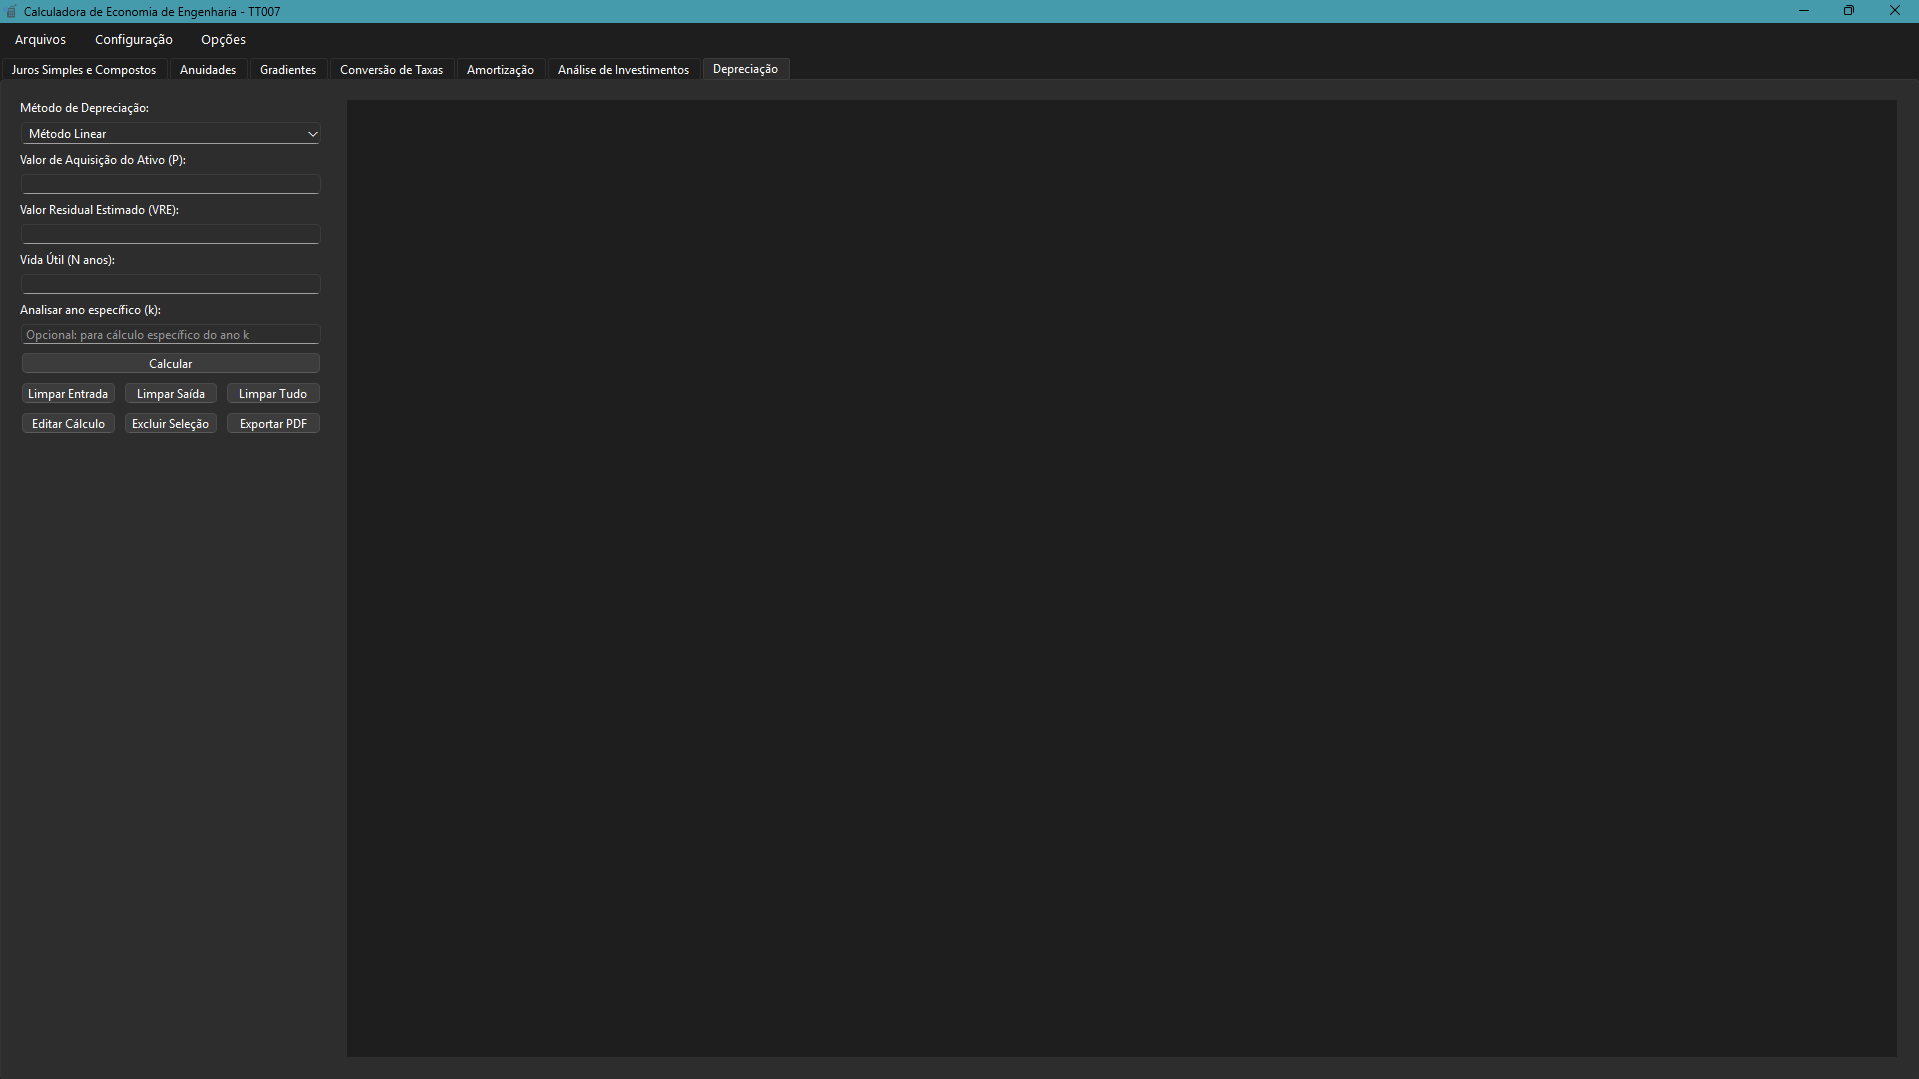 Calculadora de Economia de Engenharia - TT007
Arquivos Configuração Opções
Juros Simples e Compostos Anuidades Gradientes Conversão de Taxas Amortização Análise de Investimentos Depreciação
Método de Depreciação:
Método Linear
Valor de Aquisição do Ativo (P):
Valor Residual Estimado (VRE):
Vida Útil (N anos):
Analisar ano específico (k):
Opcional: para cálculo específico do ano k
Calcular
Limpar Entrada Limpar Saída Limpar Tudo
Editar Cálculo Excluir Seleção Exportar PDF